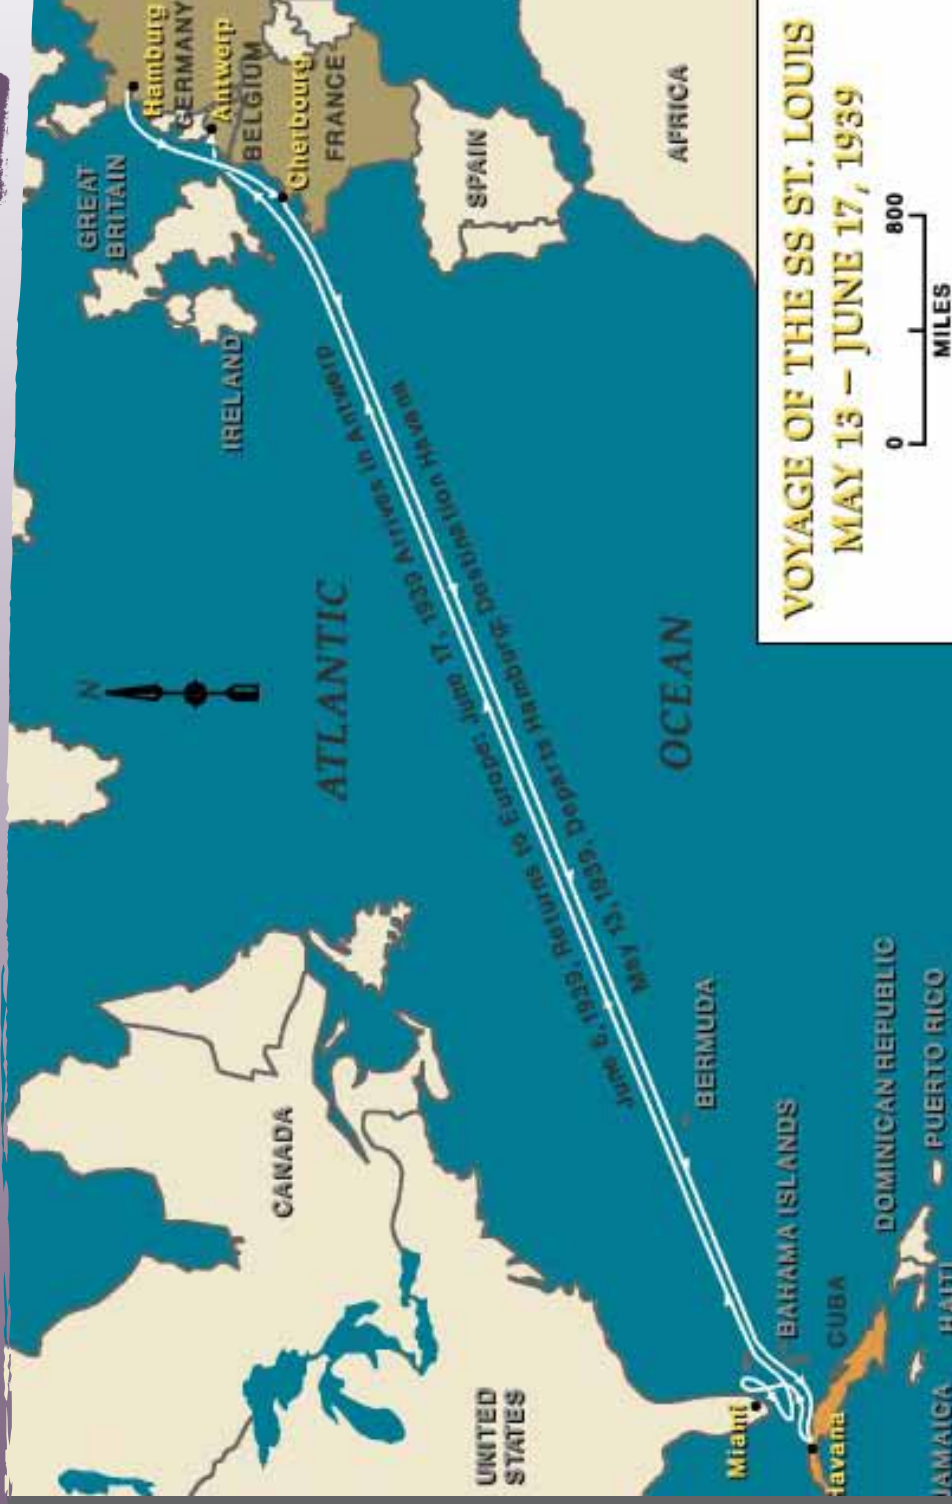 VOYAGE OF THE SS ST. LOUIS
MAY 13 – JUNE 17, 1939
0
800
MILES
N
GREAT
BRITAIN
IRELAND
Hamburg
GERMANY
Antwerp
BELGIUM
Cherbourg
FRANCE
SPAIN
AFRICA
ATLANTIC
OCEAN
June 6, 1939, Returns to Europe; June 17, 1939 Arrives in Antwerp
May 13, 1939, Departs Hamburg; Destination Havana
CANADA
UNITED
STATES
BERMUDA
BAHAMA ISLANDS
Miami
Havana
CUBA
DOMINICAN REPUBLIC
PUERTO RICO
HAITI
JAMAICA